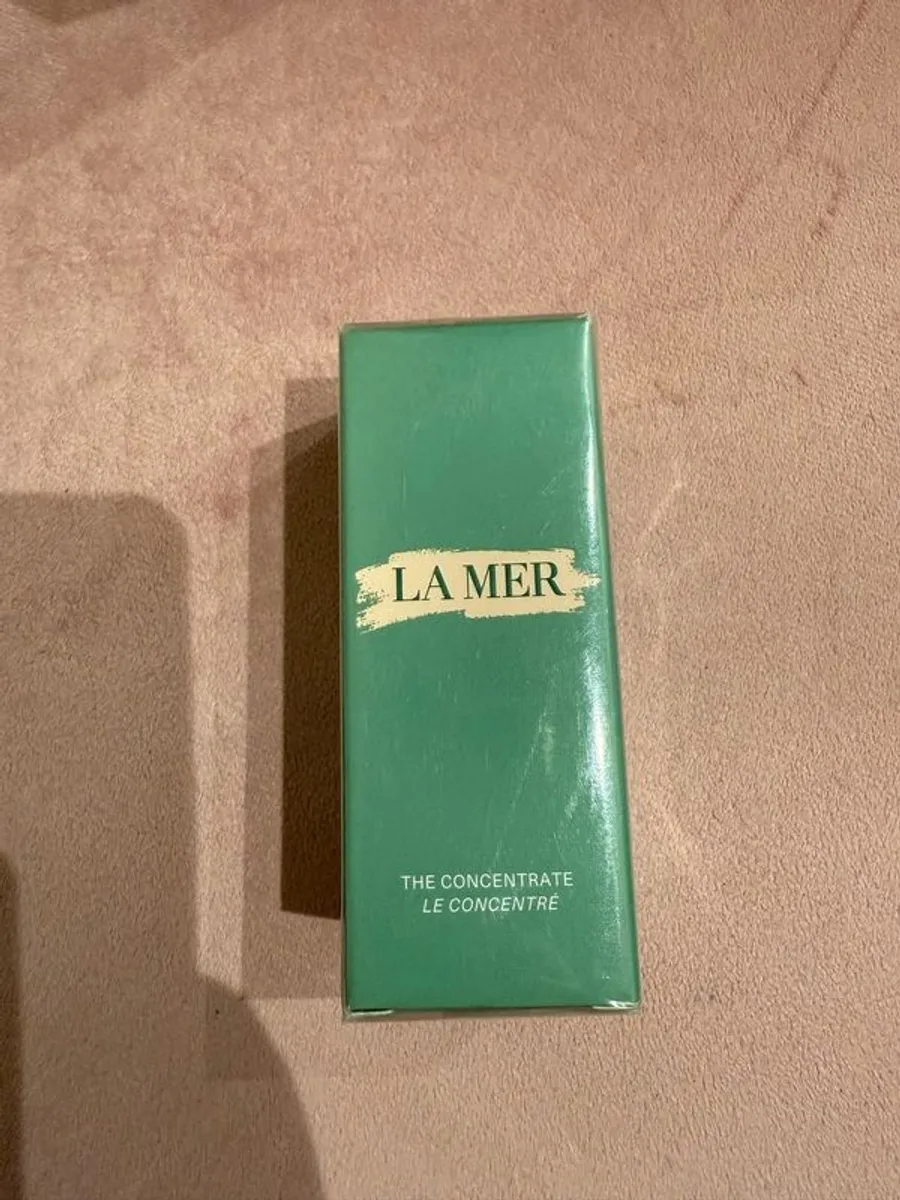 LA MER
THE CONCENTRATE
LE CONCENTRÉ